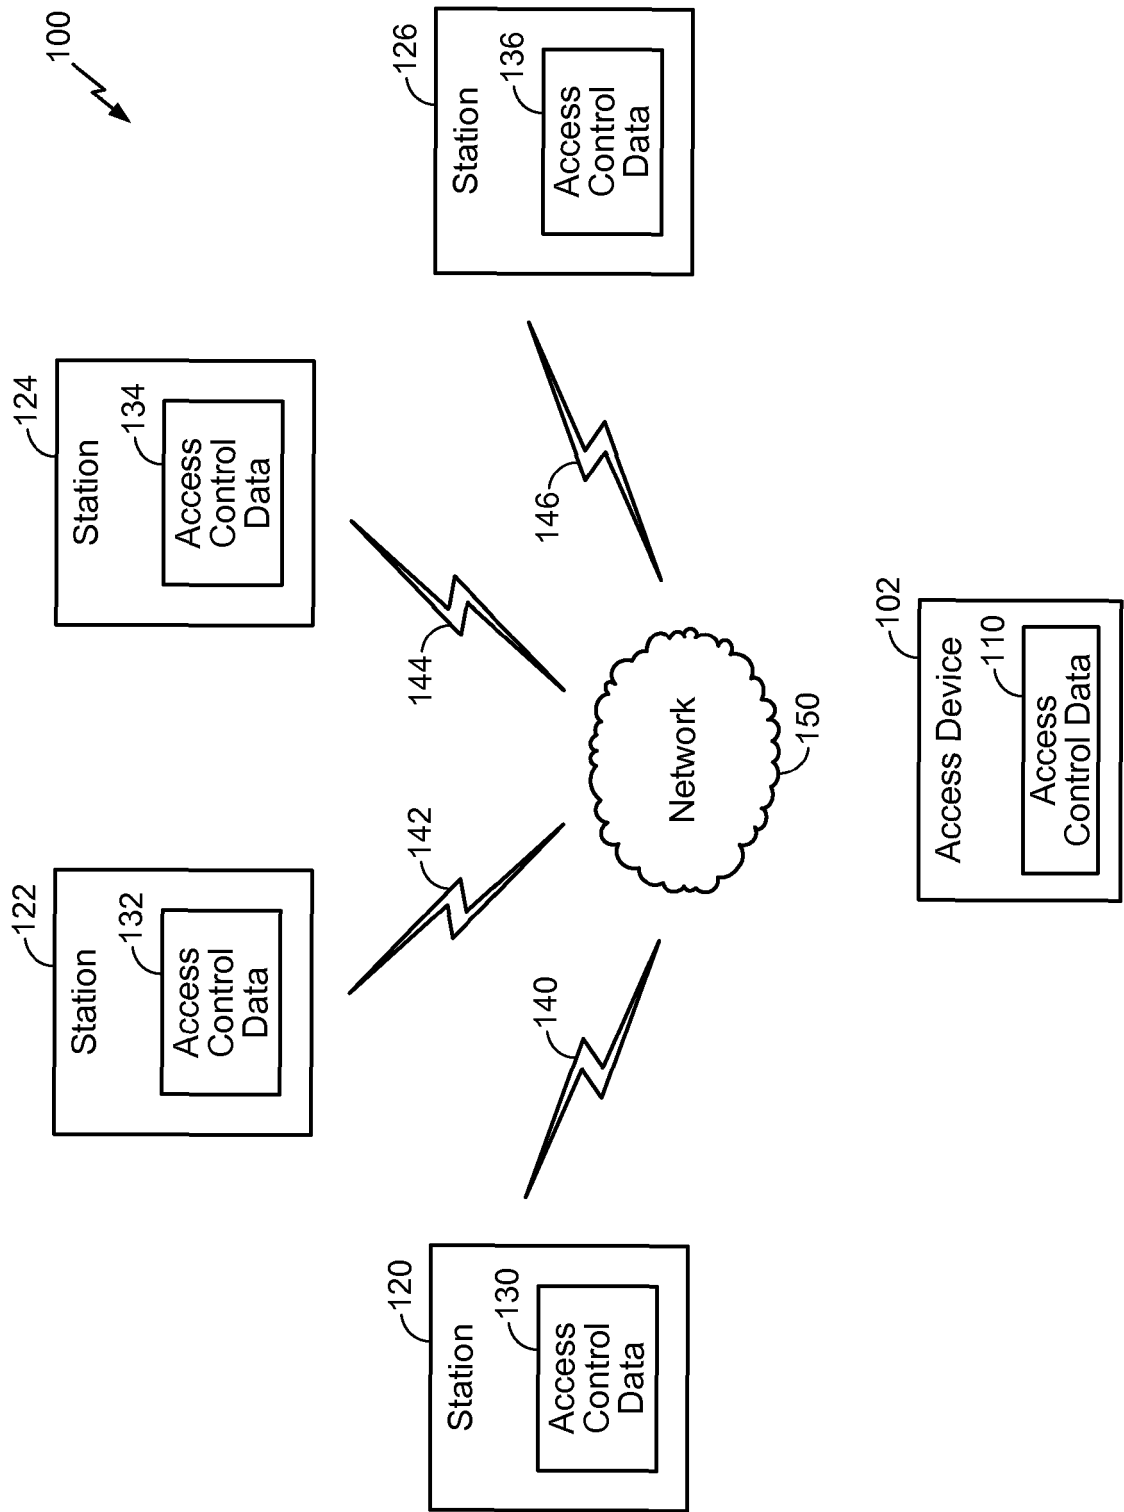 100
122
Station
132
Access
Control
Data
124
Station
134
Access
Control
Data
120
Station
130
Access
Control
Data
126
Station
136
Access
Control
Data
140
142
144
146
Network
150
102
Access Device
110
Access
Control Data